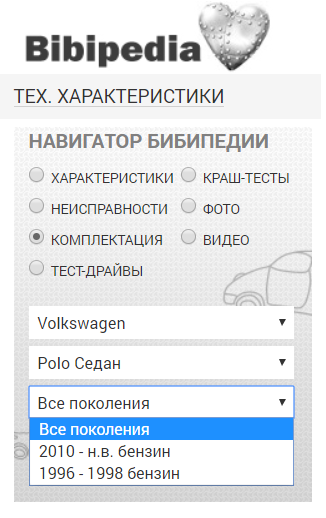 Bibipedia
ТЕХ. ХАРАКТЕРИСТИКИ
НАВИГАТОР БИБИПЕДИИ
ХАРАКТЕРИСТИКИ КРАШ-ТЕСТЫ
НЕИСПРАВНОСТИ ФОТО
КОМПЛЕКТАЦИЯ ВИДЕО
ТЕСТ-ДРАЙВЫ
Volkswagen
Polo Седан
Все поколения
Все поколения
2010 - н.в. бензин
1996 - 1998 бензин